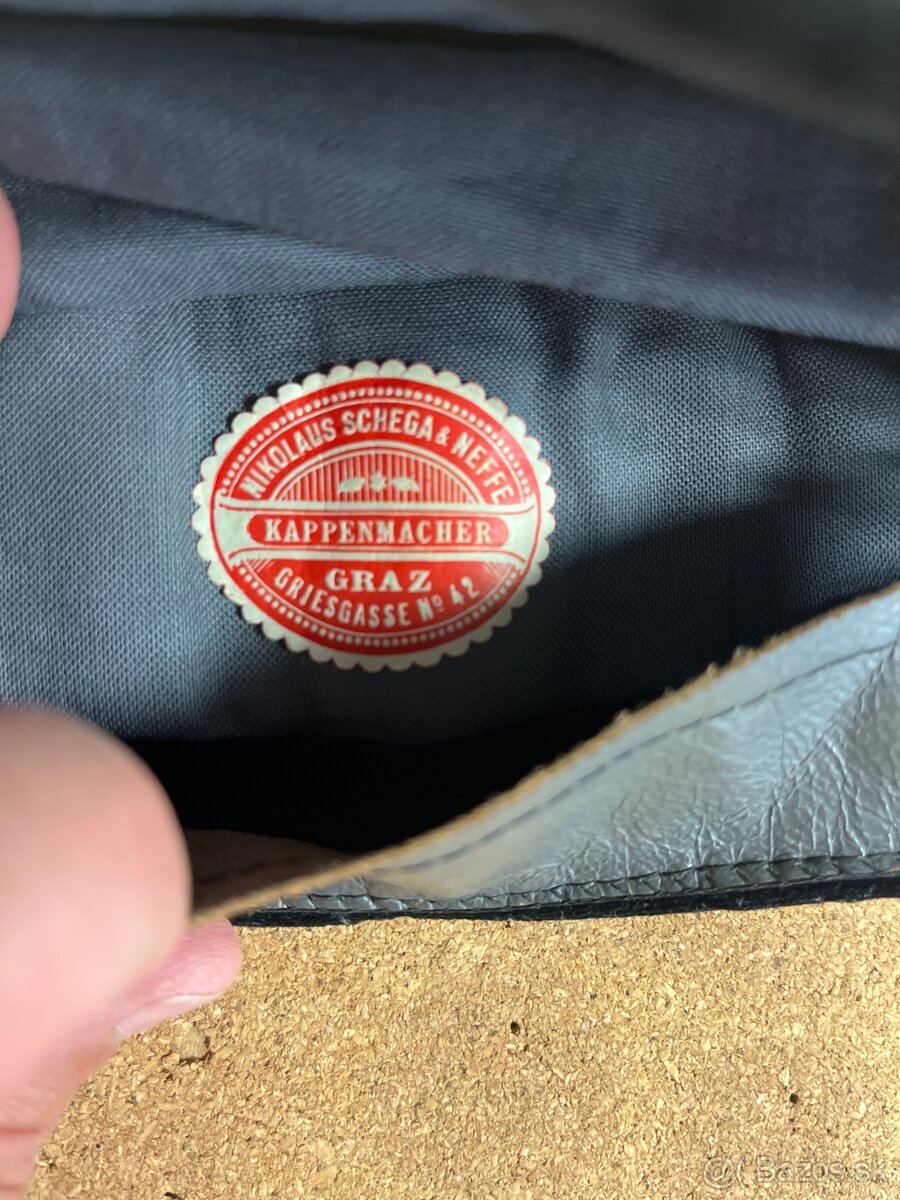 NIKOLAUS SCHEGA & NEFFE
KAPPENMACHER
GRAZ
GRIESGASSE No 42
Bazos.sk